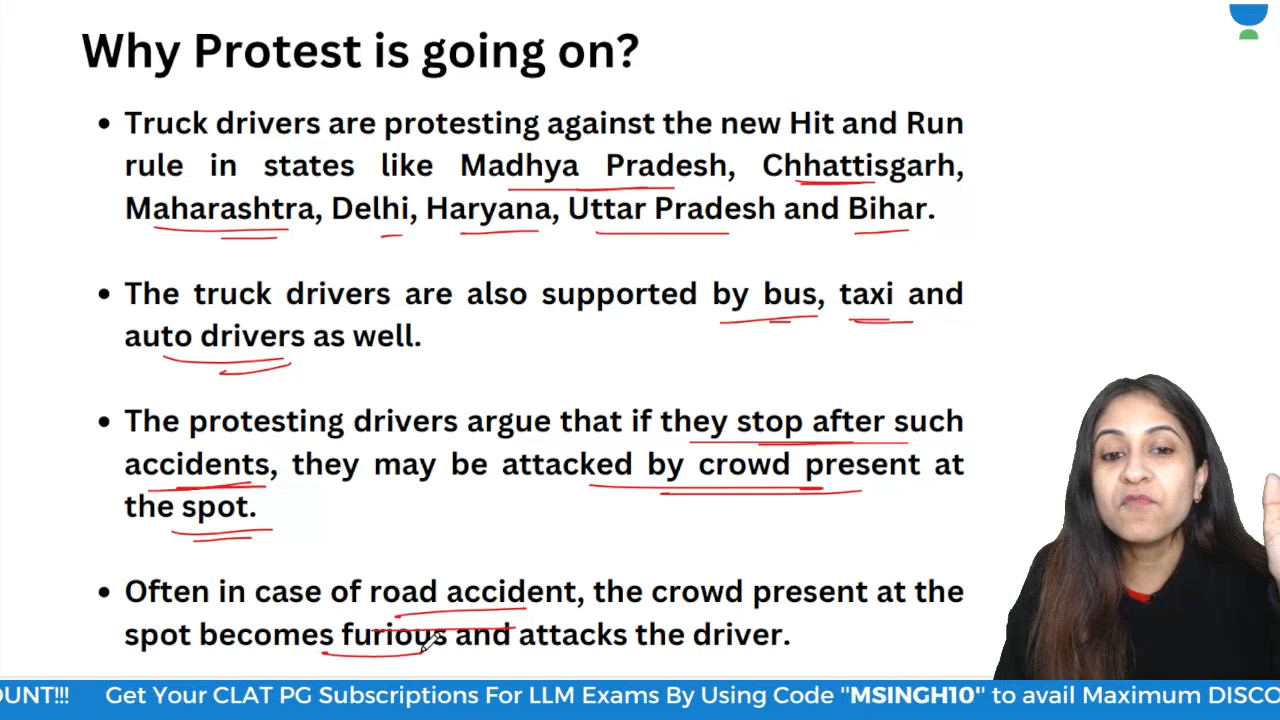 Why Protest is going on?
• Truck drivers are protesting against the new Hit and Run
rule in states like Madhya Pradesh, Chhattisgarh,
Maharashtra, Delhi, Haryana, Uttar Pradesh and Bihar.
• The truck drivers are also supported by bus, taxi and
auto drivers as well.
• The protesting drivers argue that if they stop after such
accidents, they may be attacked by crowd present at
the spot.
• Often in case of road accident, the crowd present at the
spot becomes furious and attacks the driver.
OUNT!!! Get Your CLAT PG Subscriptions For LLM Exams By Using Code "MSINGH10" to avail Maximum DISCO